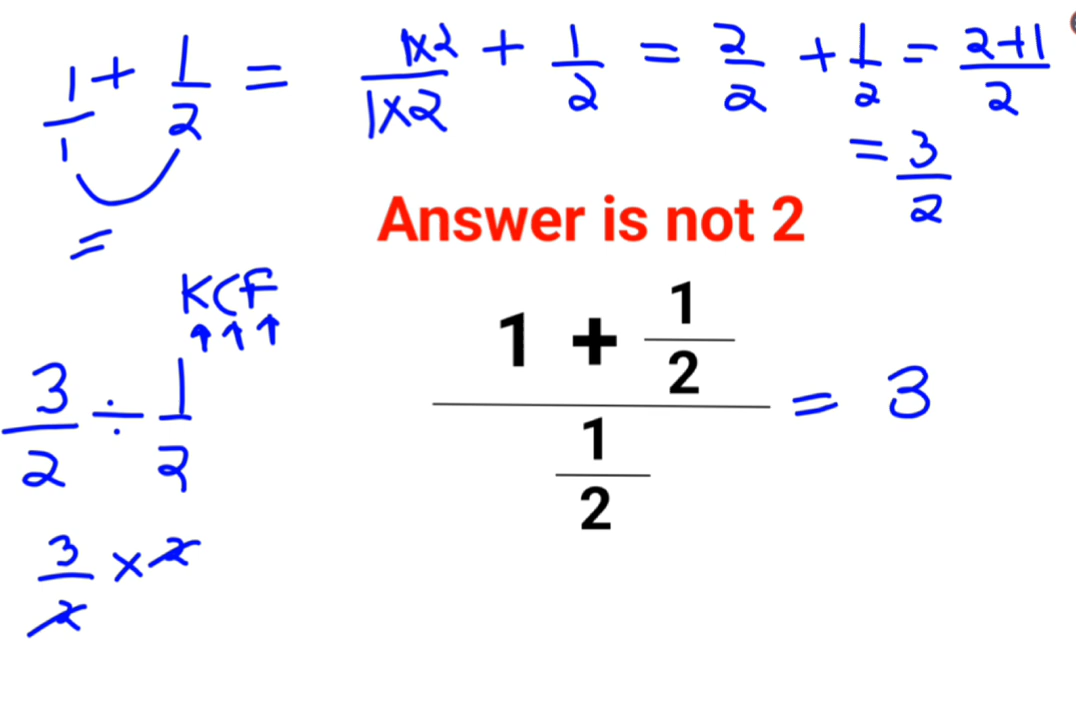 1/1 + 1/2 = 1×2/1×2 + 1/2 = 2/2 + 1/2 = 2+1/2
= 3/2
=
Answer is not 2
KCF
↑↑↑
3/2 ÷ 1/2
3/2 × 2
1 + 1/2
1/2
= 3